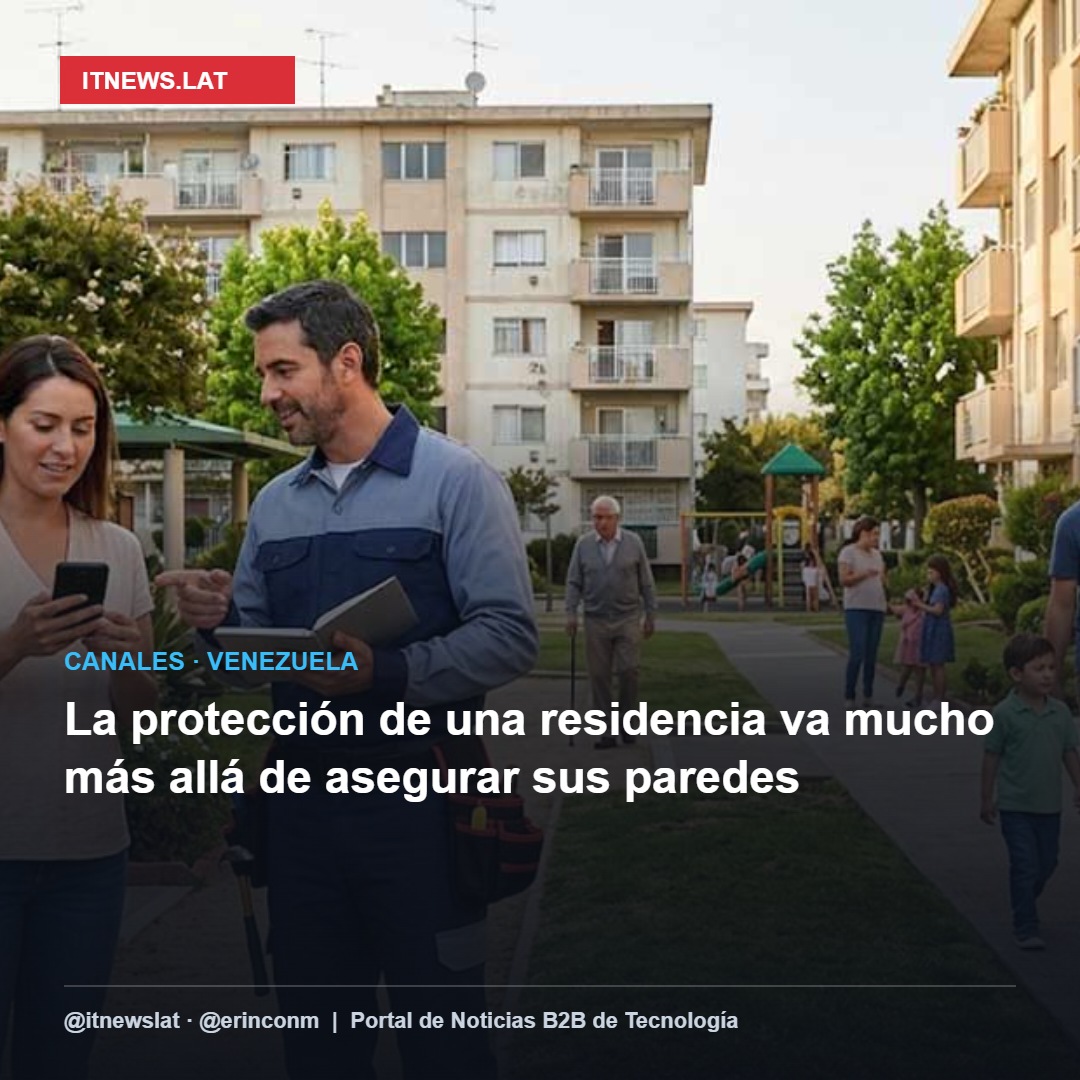 ITNEWS.LAT
CANALES · VENEZUELA
La protección de una residencia va mucho
más allá de asegurar sus paredes
@itnewslat · @erinconm | Portal de Noticias B2B de Tecnología